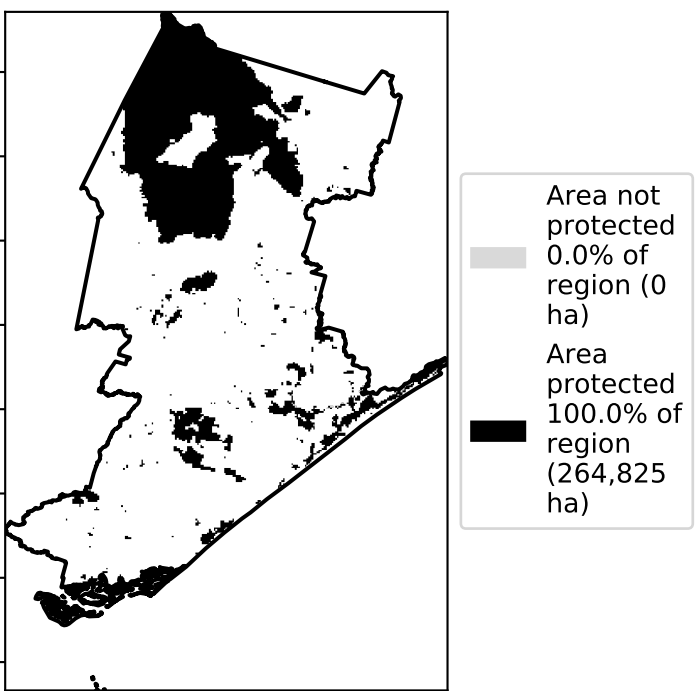 Area not
protected
0.0% of
region (0
ha)
Area
protected
100.0% of
region
(264,825
ha)